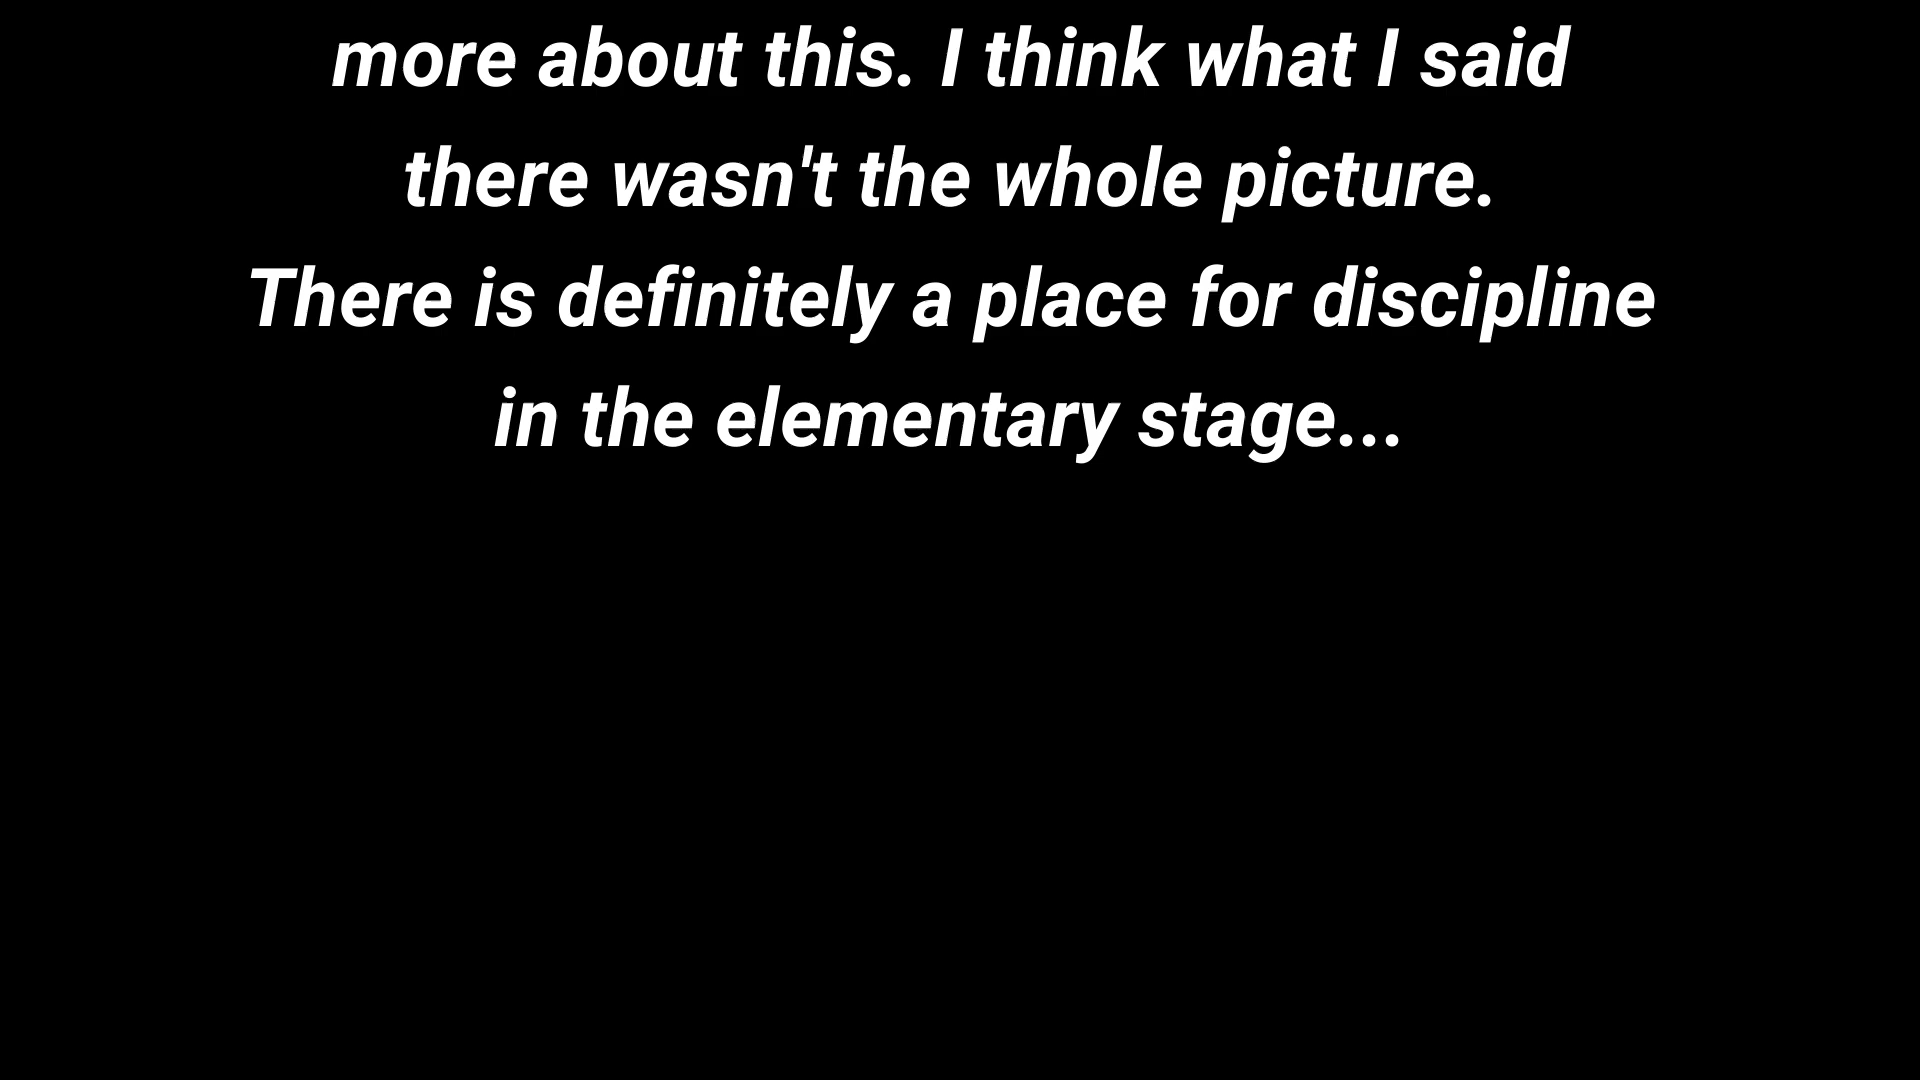 more about this. I think what I said
there wasn't the whole picture.
There is definitely a place for discipline
in the elementary stage...